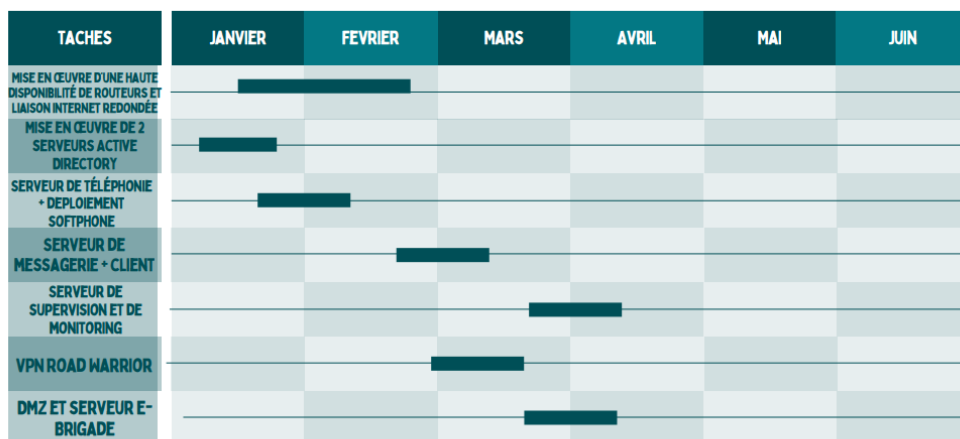 TACHES JANVIER FEVRIER MARS AVRIL MAI JUIN
MISE EN ŒUVRE D'UNE HAUTE
DISPONIBILITÉ DE ROUTEURS ET
LIAISON INTERNET REDONDÉE
MISE EN ŒUVRE DE 2
SERVEURS ACTIVE
DIRECTORY
SERVEUR DE TÉLÉPHONIE
+ DEPLOIEMENT
SOFTPHONE
SERVEUR DE
MESSAGERIE + CLIENT
SERVEUR DE
SUPERVISION ET DE
MONITORING
VPN ROAD WARRIOR
DMZ ET SERVEUR E-
BRIGADE